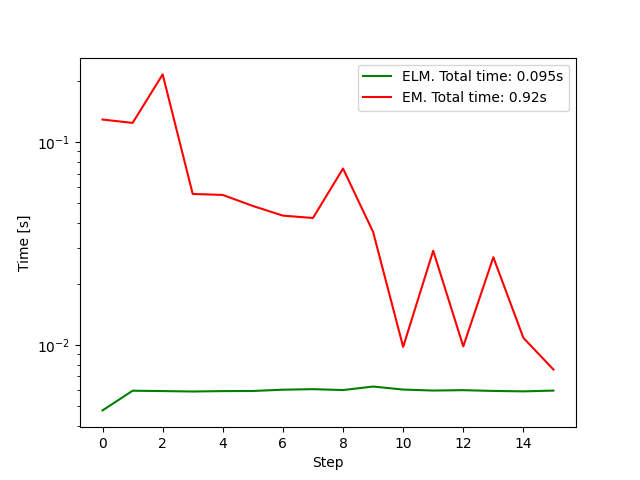 ELM. Total time: 0.095s
EM. Total time: 0.92s
10⁻¹
10⁻²
Time [s]
0 2 4 6 8 10 12 14
Step